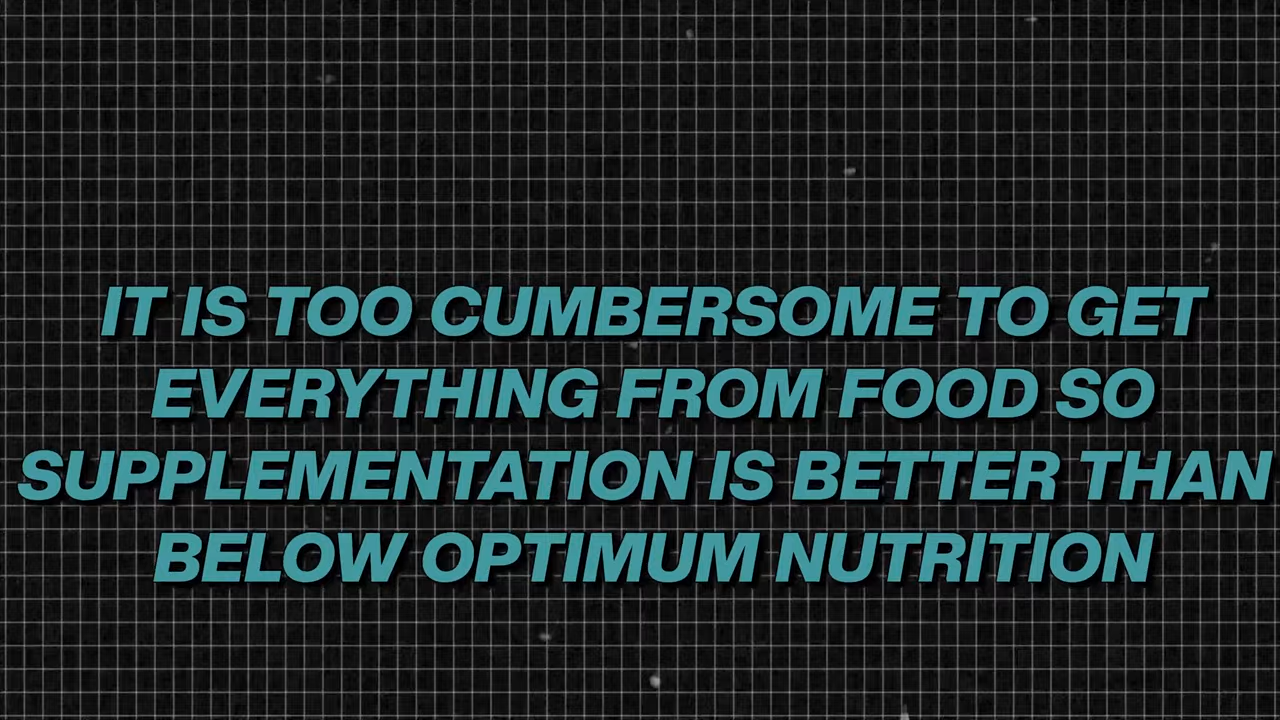 IT IS TOO CUMBERSOME TO GET
EVERYTHING FROM FOOD SO
SUPPLEMENTATION IS BETTER THAN
BELOW OPTIMUM NUTRITION